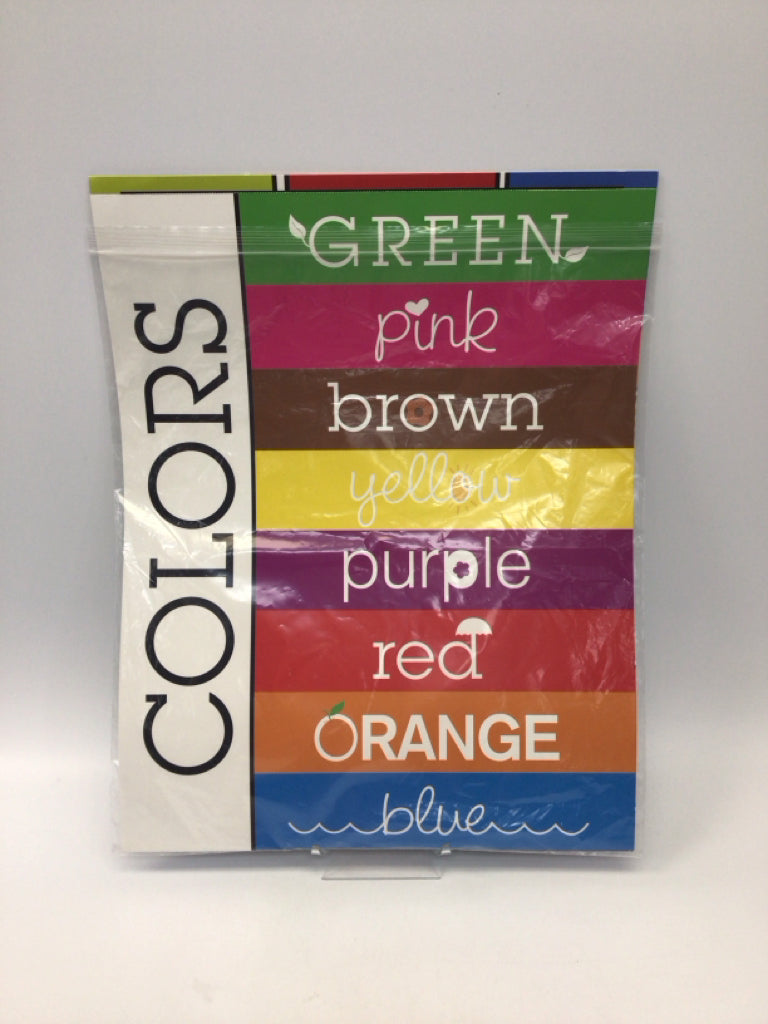 COLORS
GREEN
pink
brown
yellow
purple
red
ORANGE
blue